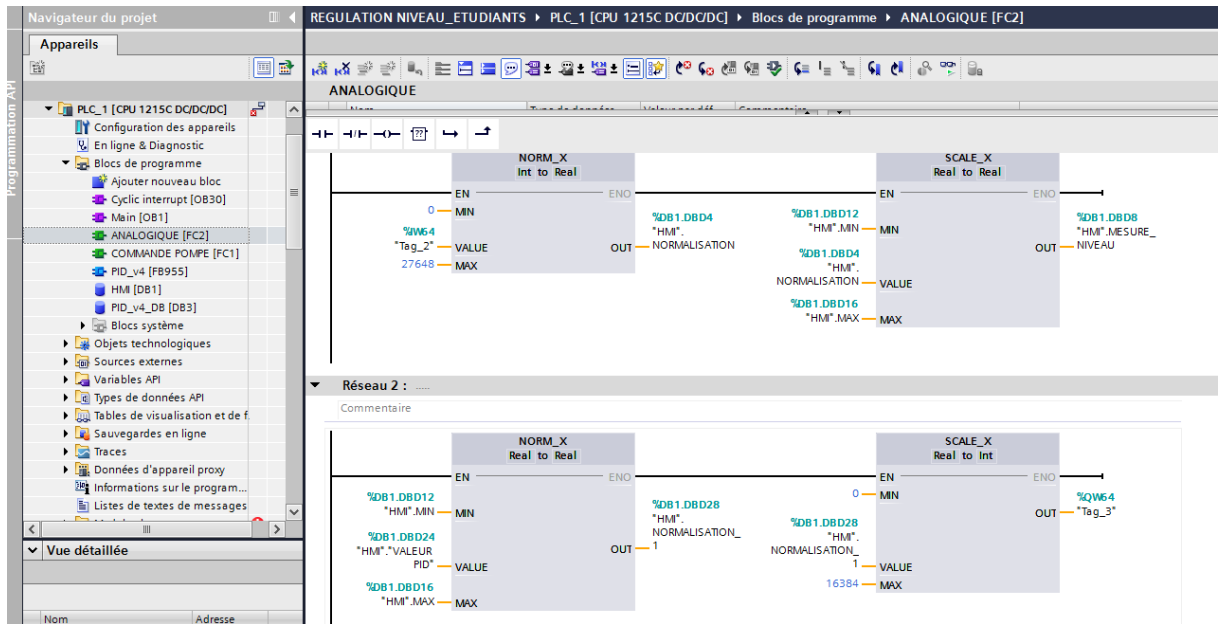 Navigateur du projet
REGULATION NIVEAU_ETUDIANTS ▸ PLC_1 [CPU 1215C DC/DC/DC] ▸ Blocs de programme ▸ ANALOGIQUE [FC2]
Appareils
Programmation API
PLC_1 [CPU 1215C DC/DC/DC]
Configuration des appareils
En ligne & Diagnostic
Blocs de programme
Ajouter nouveau bloc
Cyclic interrupt [OB30]
Main [OB1]
ANALOGIQUE [FC2]
COMMANDE POMPE [FC1]
PID_v4 [FB955]
HMI [DB1]
PID_v4_DB [DB3]
Blocs système
Objets technologiques
Sources externes
Variables API
Types de données API
Tables de visualisation et de f
Sauvegardes en ligne
Traces
Données d'appareil proxy
Informations sur le program...
Listes de textes de messages
Vue détaillée
Nom Adresse
ANALOGIQUE
Nom Type de données Valeur par déf. Commentaire
??
NORM_X
Int to Real
EN ENO
0 MIN
%IW64
"Tag_2" VALUE
27648 MAX
OUT
%DB1.DBD4
"HMI".
NORMALISATION
SCALE_X
Real to Real
EN ENO
%DB1.DBD12
"HMI".MIN MIN
%DB1.DBD4
"HMI".
NORMALISATION VALUE
%DB1.DBD16
"HMI".MAX MAX
OUT
%DB1.DBD8
"HMI".MESURE_
NIVEAU
Réseau 2 : .....
Commentaire
NORM_X
Real to Real
EN ENO
%DB1.DBD12
"HMI".MIN MIN
%DB1.DBD24
"HMI"."VALEUR
PID" VALUE
%DB1.DBD16
"HMI".MAX MAX
OUT
%DB1.DBD28
"HMI".
NORMALISATION_
1
SCALE_X
Real to Int
EN ENO
0 MIN
%DB1.DBD28
"HMI".
NORMALISATION_
1 VALUE
16384 MAX
OUT
%QW64
"Tag_3"